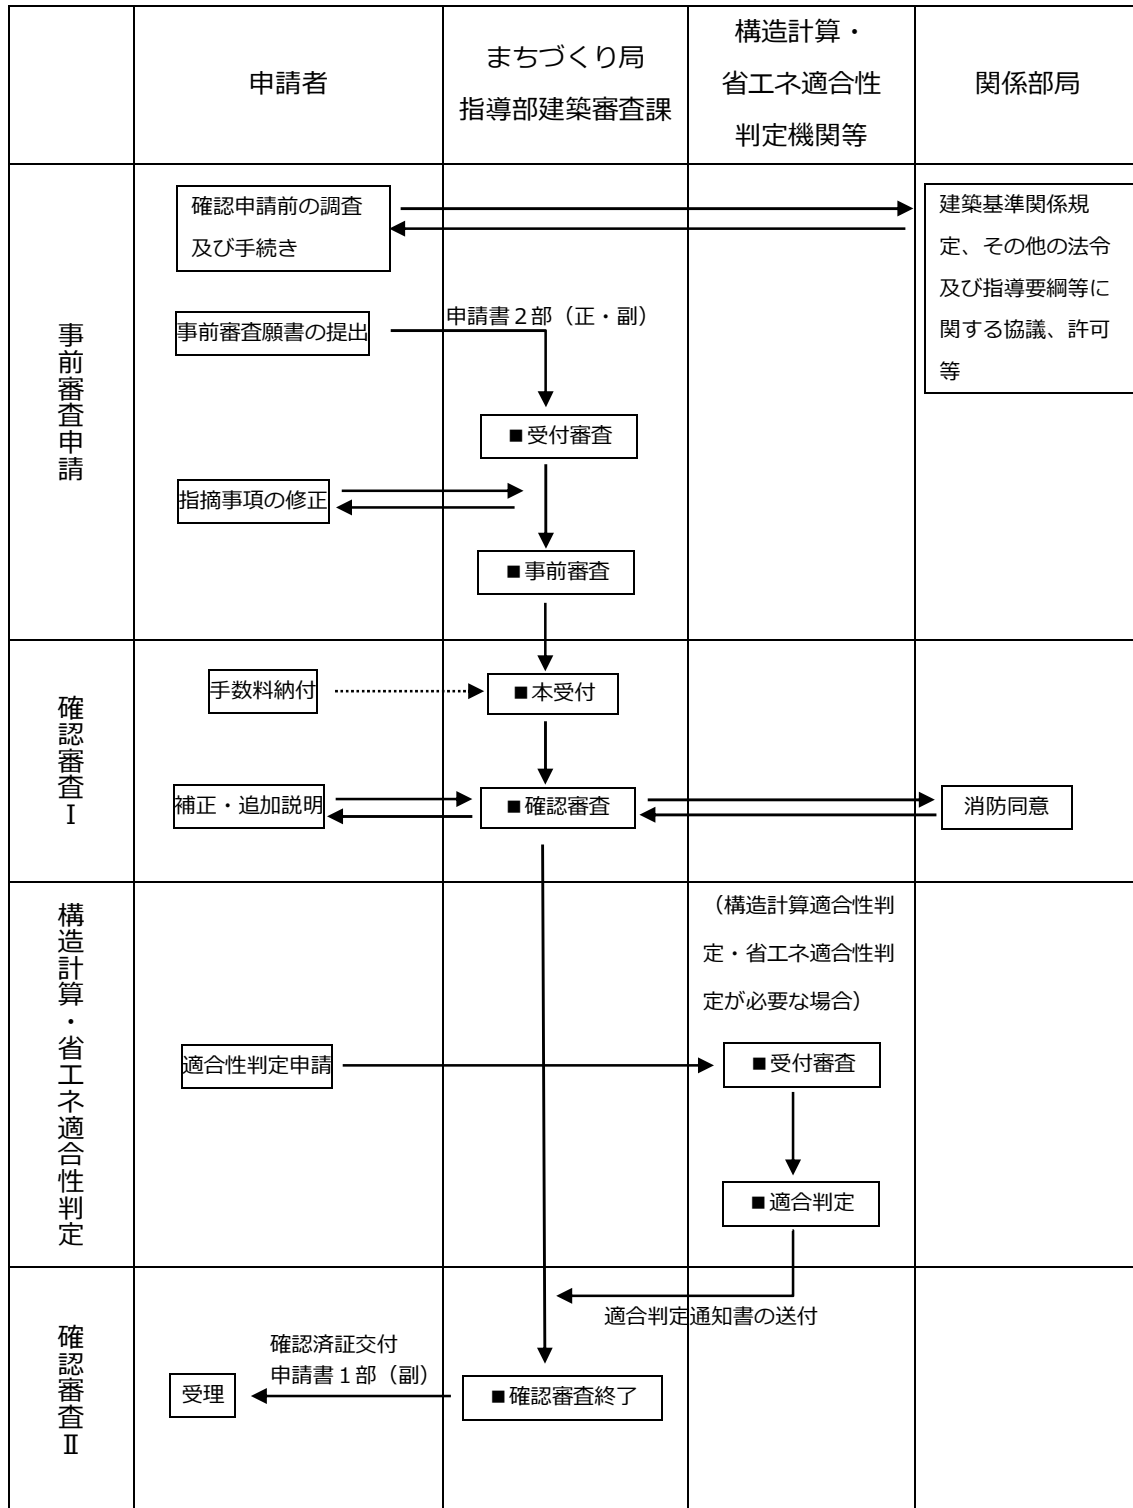 申請者
まちづくり局
指導部建築審査課
構造計算・
省エネ適合性
判定機関等
関係部局
事前審査申請
確認申請前の調査
及び手続き
建築基準関係規
定、その他の法令
及び指導要綱等に
関する協議、許可
等
事前審査願書の提出
申請書２部（正・副）
■受付審査
指摘事項の修正
■事前審査
確認審査Ⅰ
手数料納付
■本受付
補正・追加説明
■確認審査
消防同意
構造計算・省エネ適合性判定
（構造計算適合性判
定・省エネ適合性判
定が必要な場合）
適合性判定申請
■受付審査
■適合判定
確認審査Ⅱ
適合判定通知書の送付
確認済証交付
申請書１部（副）
受理
■確認審査終了